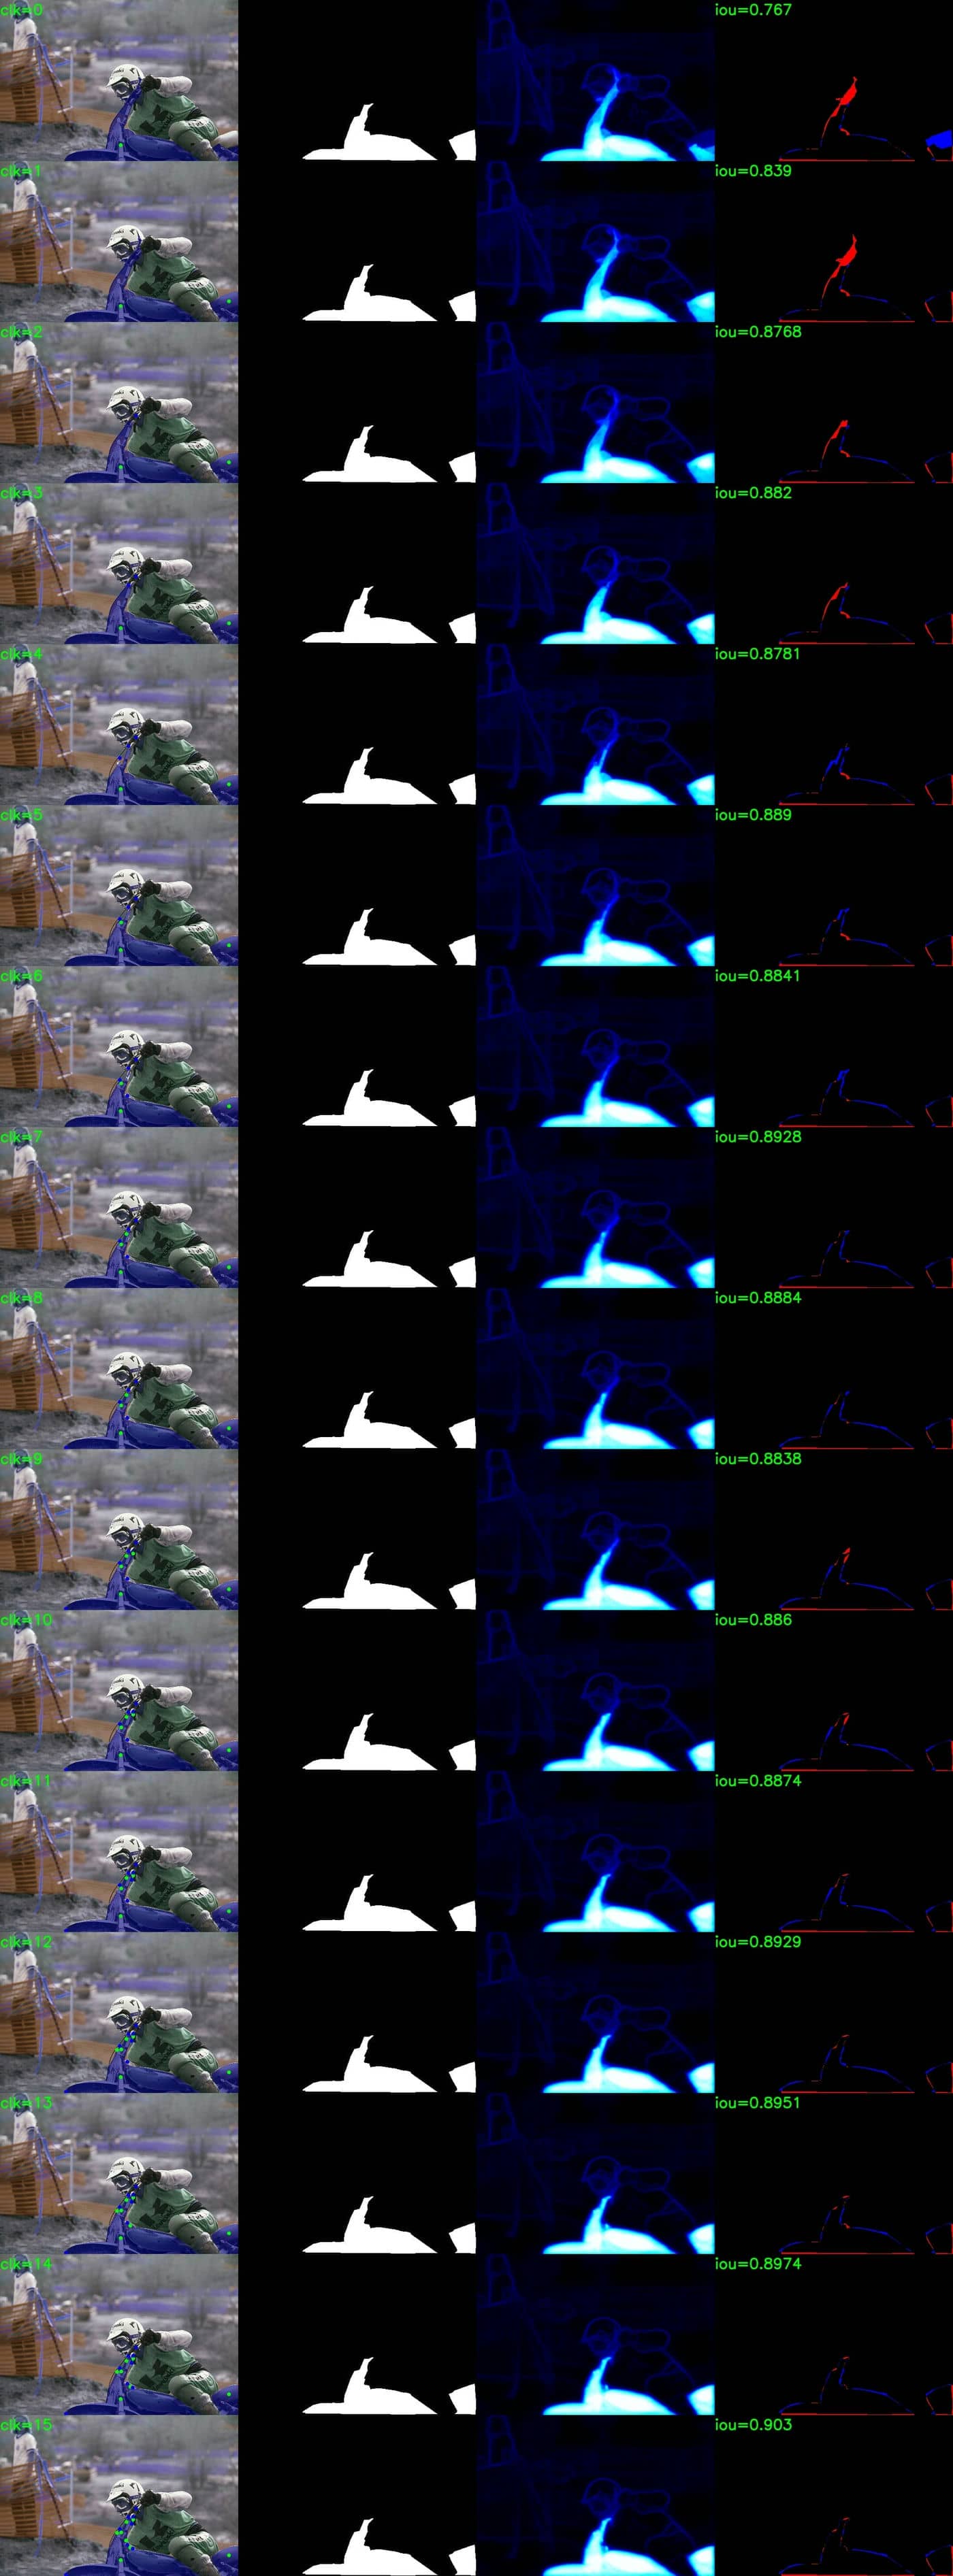 clk=0 iou=0.767
clk=1 iou=0.839
clk=2 iou=0.8768
clk=3 iou=0.882
clk=4 iou=0.8781
clk=5 iou=0.889
clk=6 iou=0.8841
clk=7 iou=0.8928
clk=8 iou=0.8884
clk=9 iou=0.8838
clk=10 iou=0.886
clk=11 iou=0.8874
clk=12 iou=0.8929
clk=13 iou=0.8951
clk=14 iou=0.8974
clk=15 iou=0.903